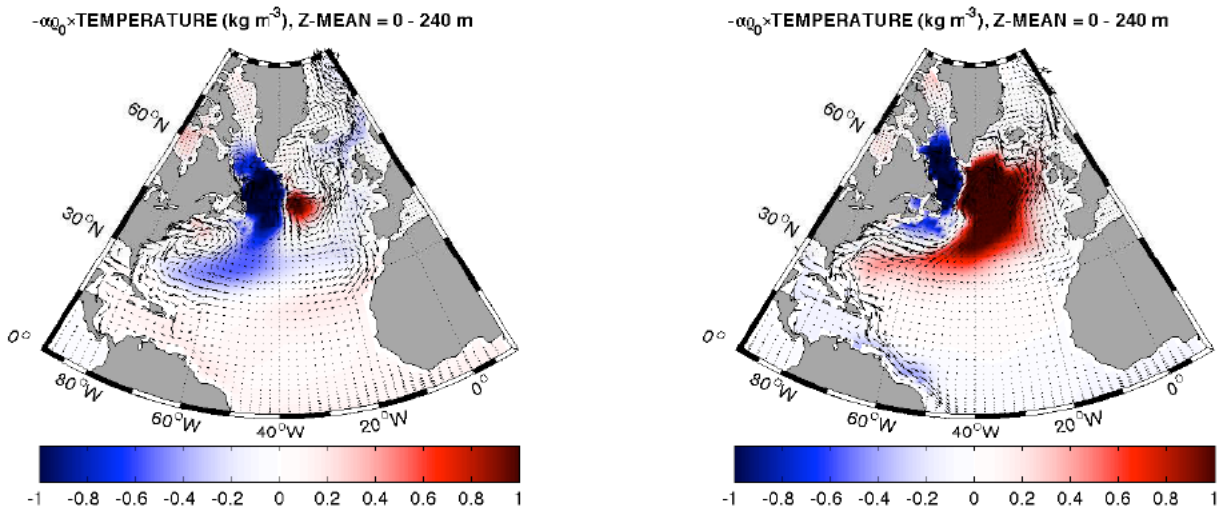 -αϱ₀×TEMPERATURE (kg m⁻³), Z-MEAN = 0 - 240 m
60°N
30°N
0°
80°W
60°W
40°W
20°W
0°
-1 -0.8 -0.6 -0.4 -0.2 0 0.2 0.4 0.6 0.8 1
-αϱ₀×TEMPERATURE (kg m⁻³), Z-MEAN = 0 - 240 m
60°N
30°N
0°
80°W
60°W
40°W
20°W
0°
-1 -0.8 -0.6 -0.4 -0.2 0 0.2 0.4 0.6 0.8 1